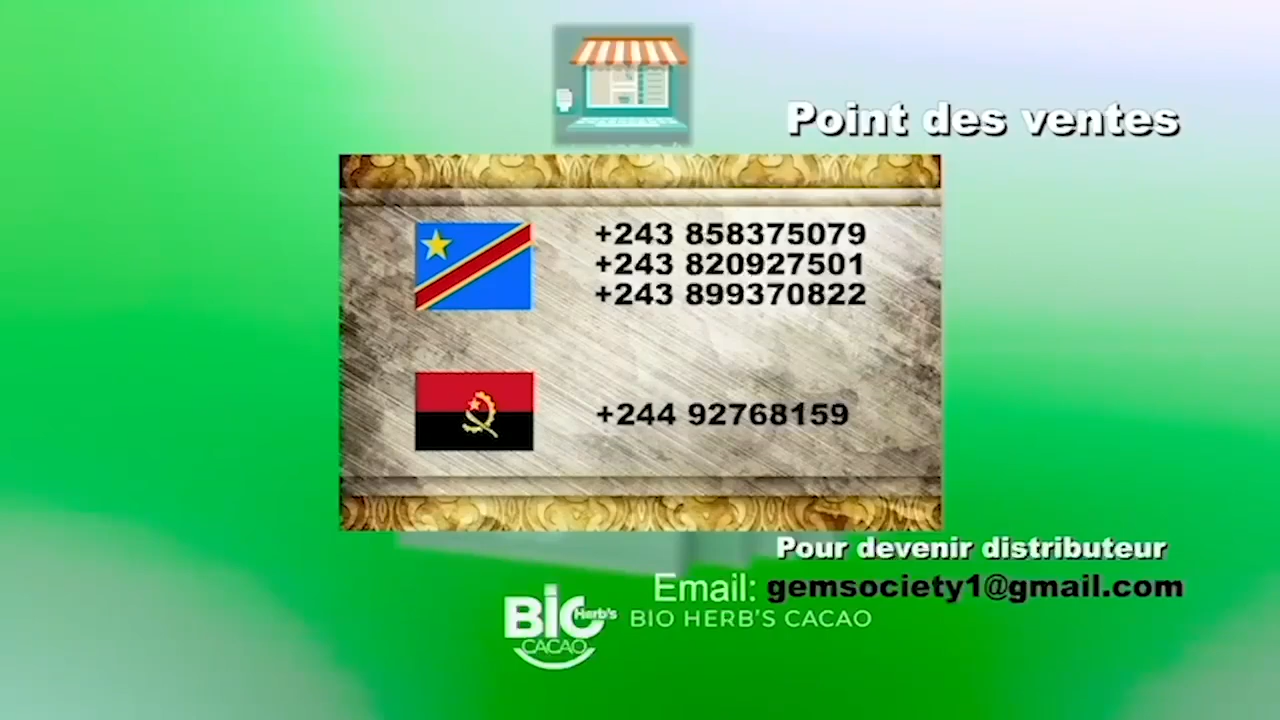 Point des ventes
+243 858375079
+243 820927501
+243 899370822
+244 92768159
Pour devenir distributeur
Email: gemsociety1@gmail.com
BIO Herb's
CACAO
BIO HERB'S CACAO